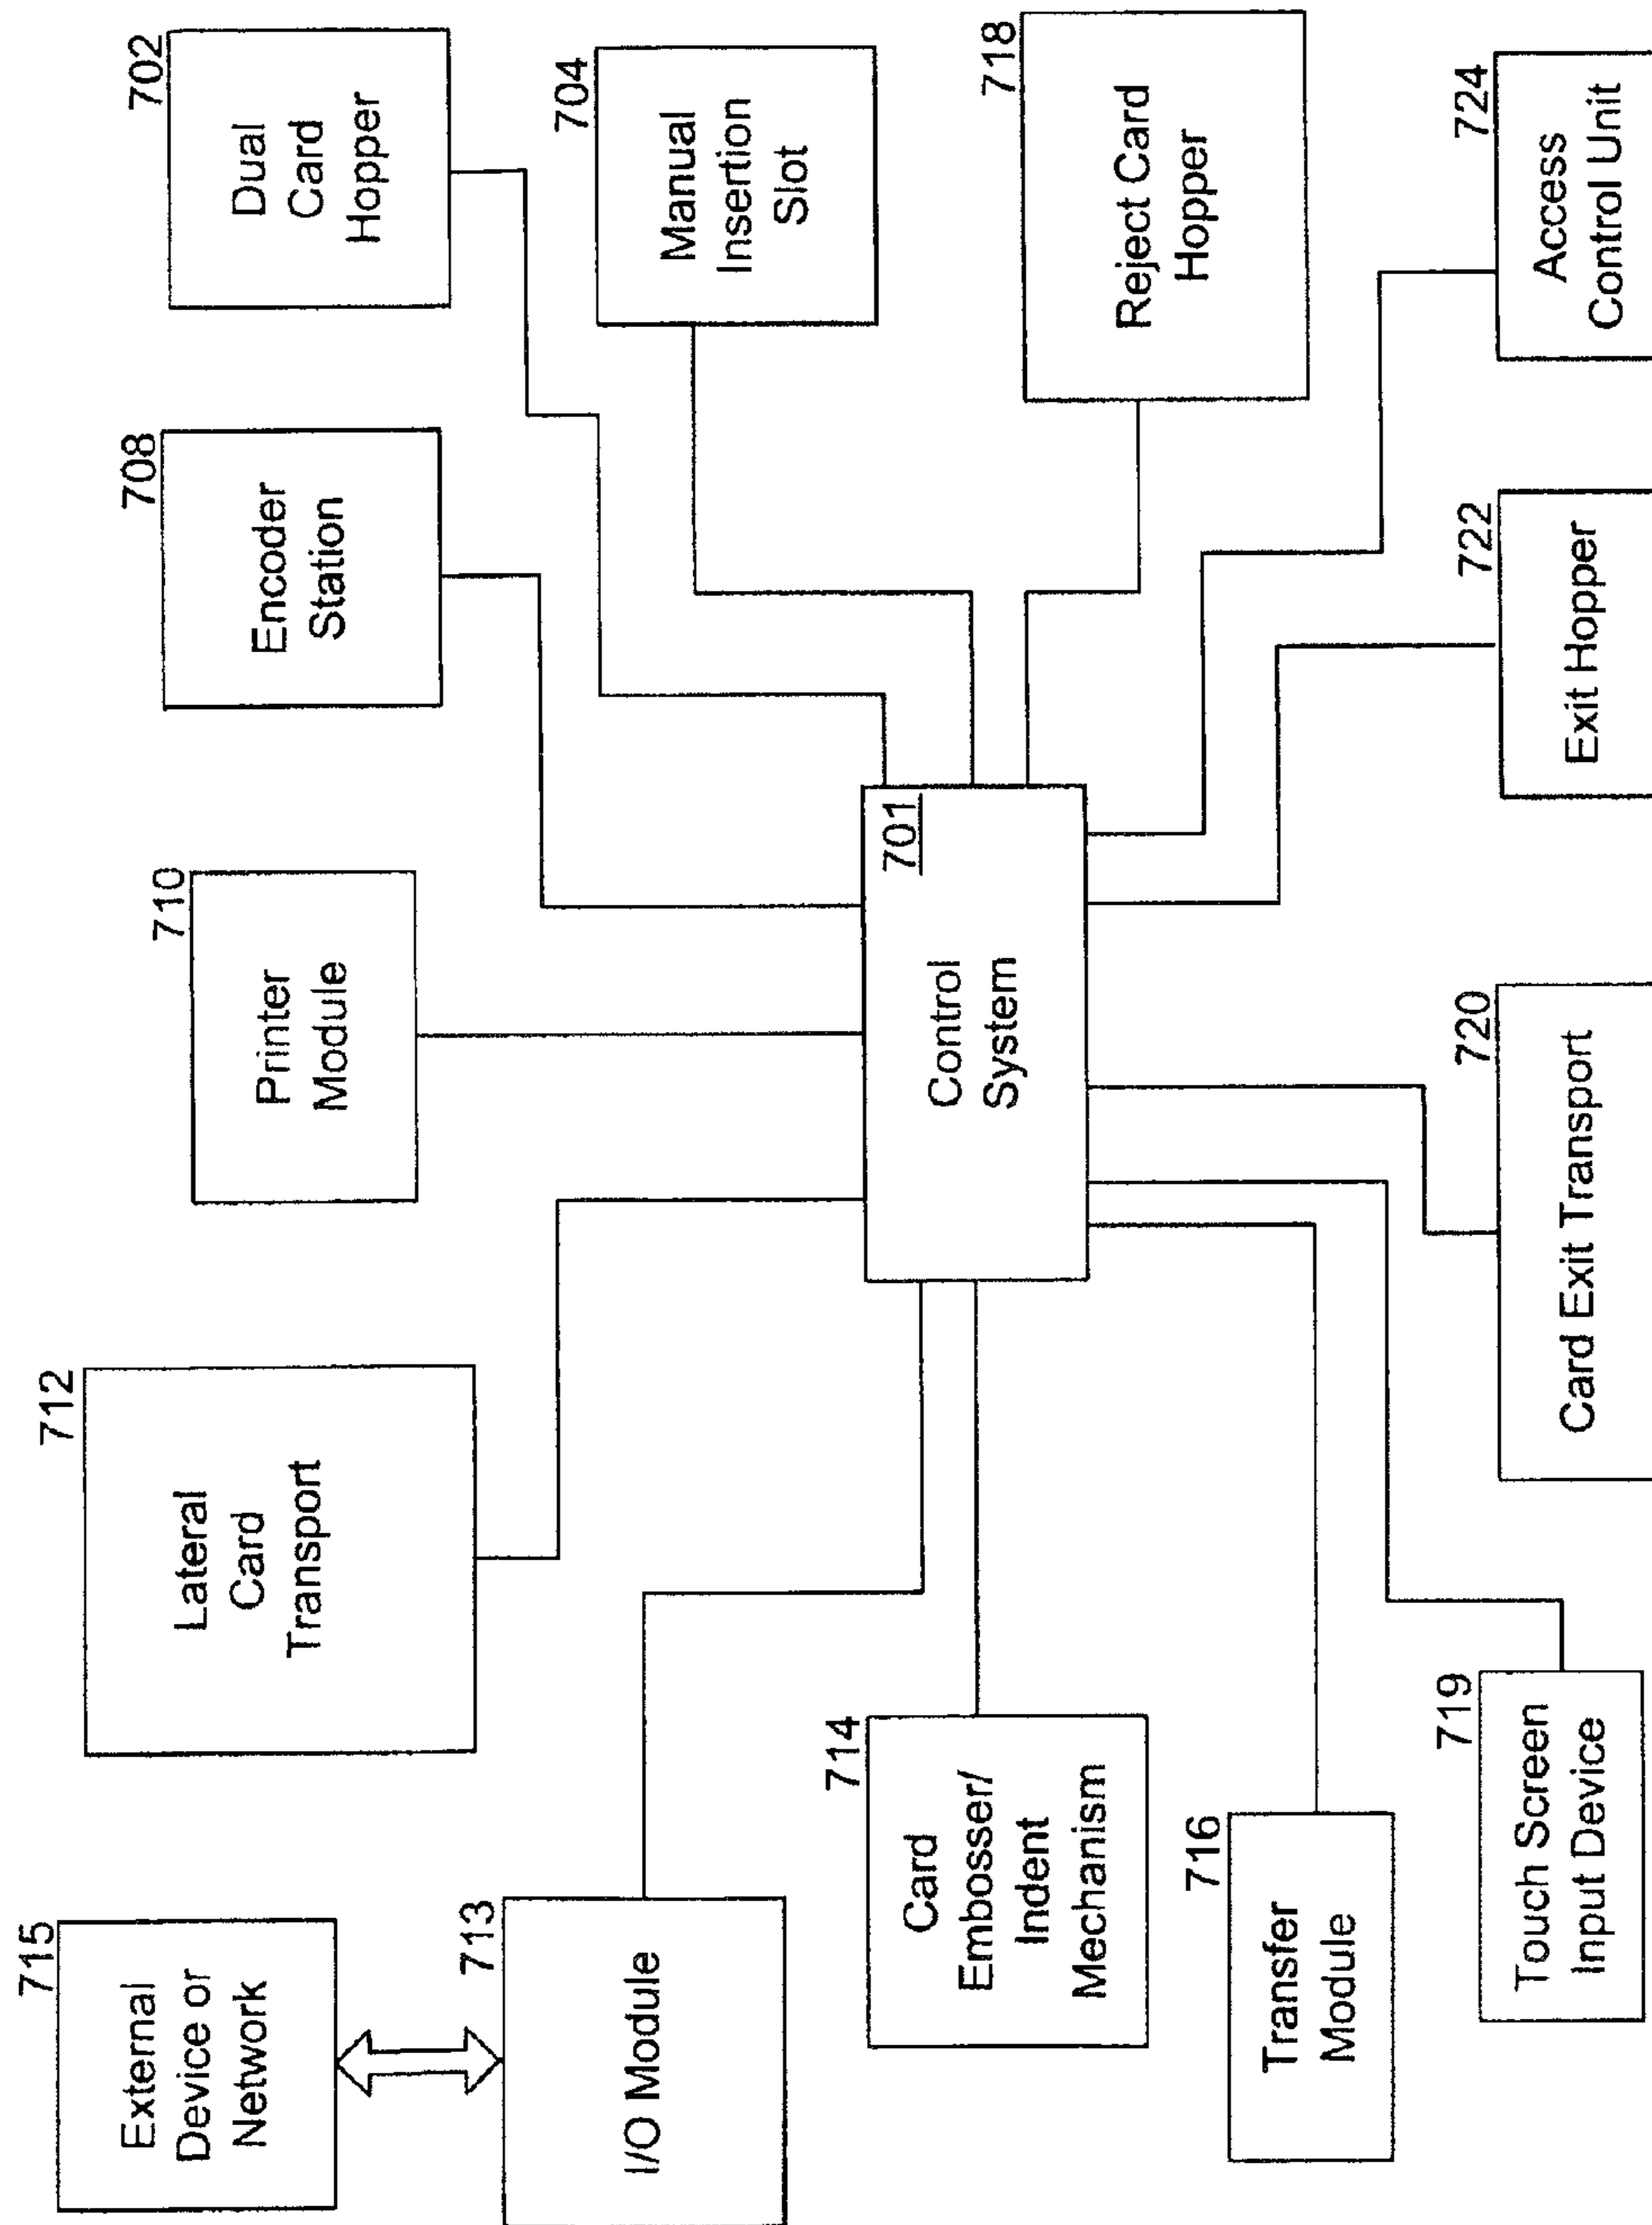 715
External
Device or
Network
712
Lateral
Card
Transport
710
Printer
Module
708
Encoder
Station
702
Dual
Card
Hopper
713
I/O Module
704
Manual
Insertion
Slot
714
Card
Embosser/
Indent
Mechanism
701
Control
System
718
Reject Card
Hopper
716
Transfer
Module
719
Touch Screen
Input Device
720
Card Exit Transport
722
Exit Hopper
724
Access
Control Unit